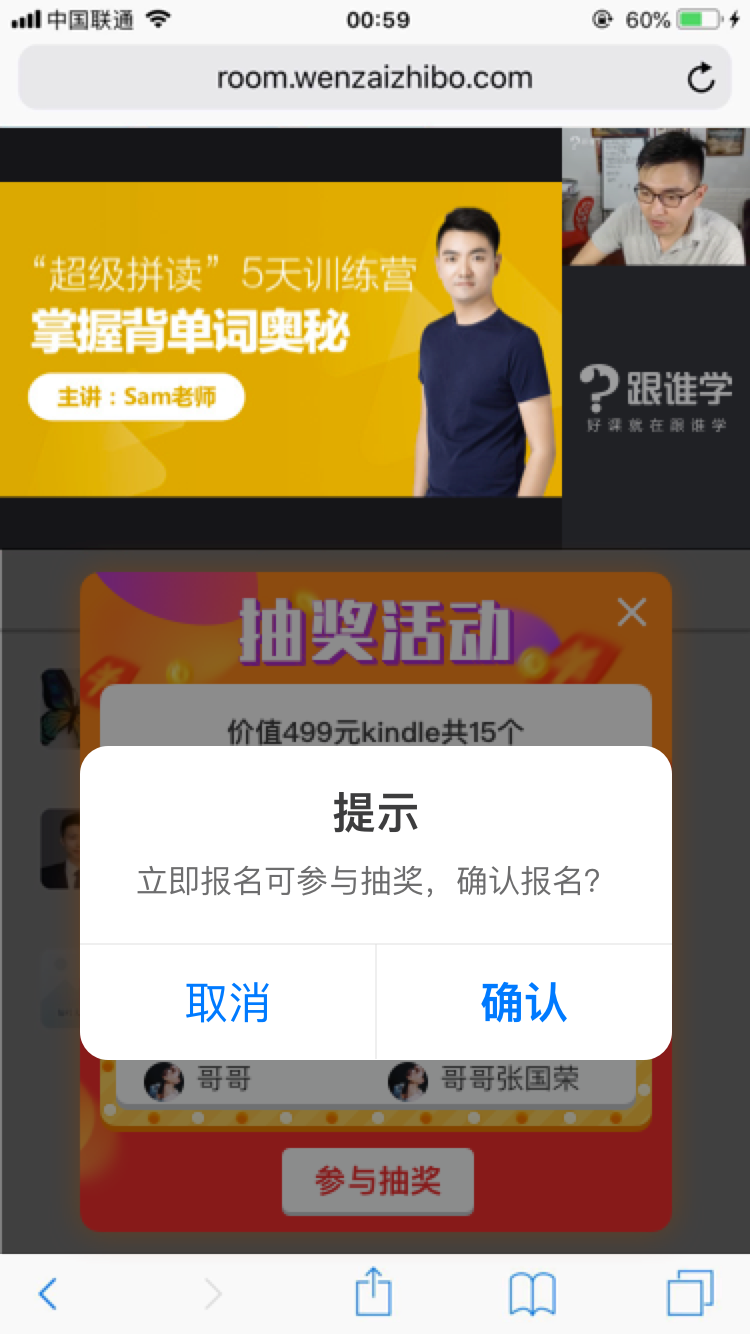 中国联通
00:59
60%
room.wenzaizhibo.com
“超级拼读”5天训练营
掌握背单词奥秘
主讲：Sam老师
跟谁学
好课就在跟谁学
抽奖活动
价值499元kindle共15个
提示
立即报名可参与抽奖，确认报名?
取消
确认
哥哥
哥哥张国荣
参与抽奖